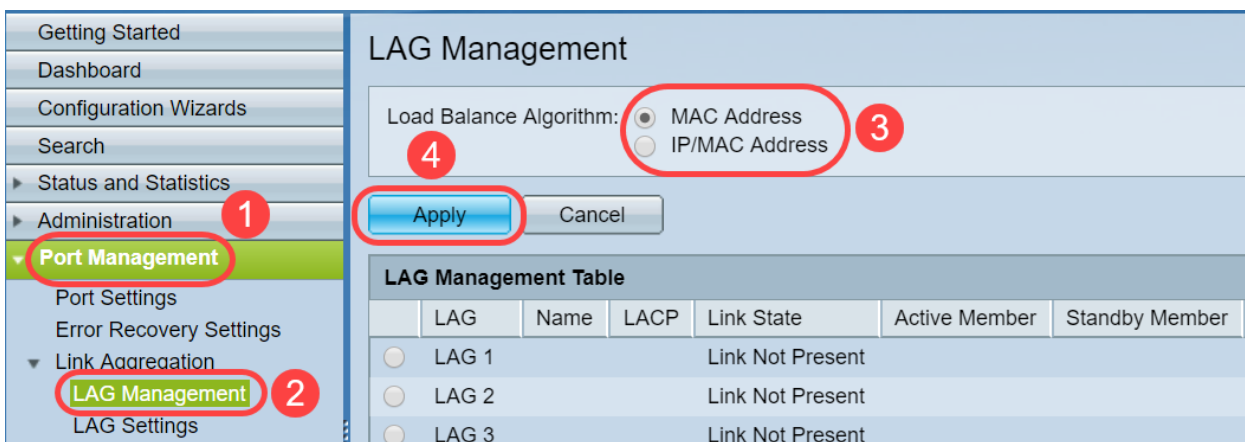 Getting Started
Dashboard
Configuration Wizards
Search
Status and Statistics
Administration
1
Port Management
Port Settings
Error Recovery Settings
Link Aggregation
LAG Management
2
LAG Settings
LAG Management
Load Balance Algorithm: MAC Address
IP/MAC Address
3
4
Apply Cancel
LAG Management Table
LAG Name LACP Link State Active Member Standby Member
LAG 1 Link Not Present
LAG 2 Link Not Present
LAG 3 Link Not Present